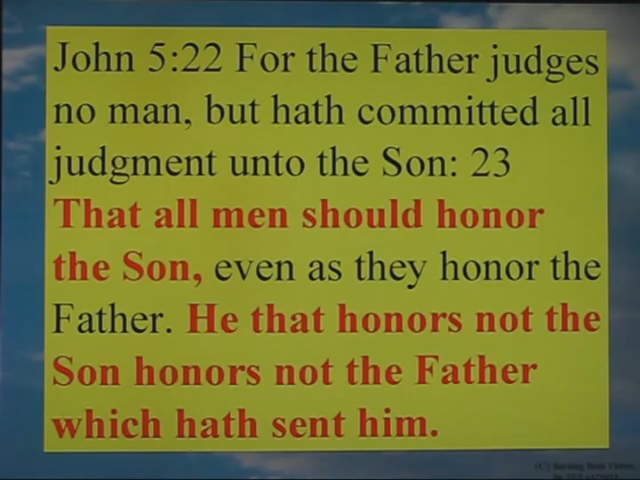 John 5:22 For the Father judges
no man, but hath committed all
judgment unto the Son: 23
That all men should honor
the Son, even as they honor the
Father. He that honors not the
Son honors not the Father
which hath sent him.